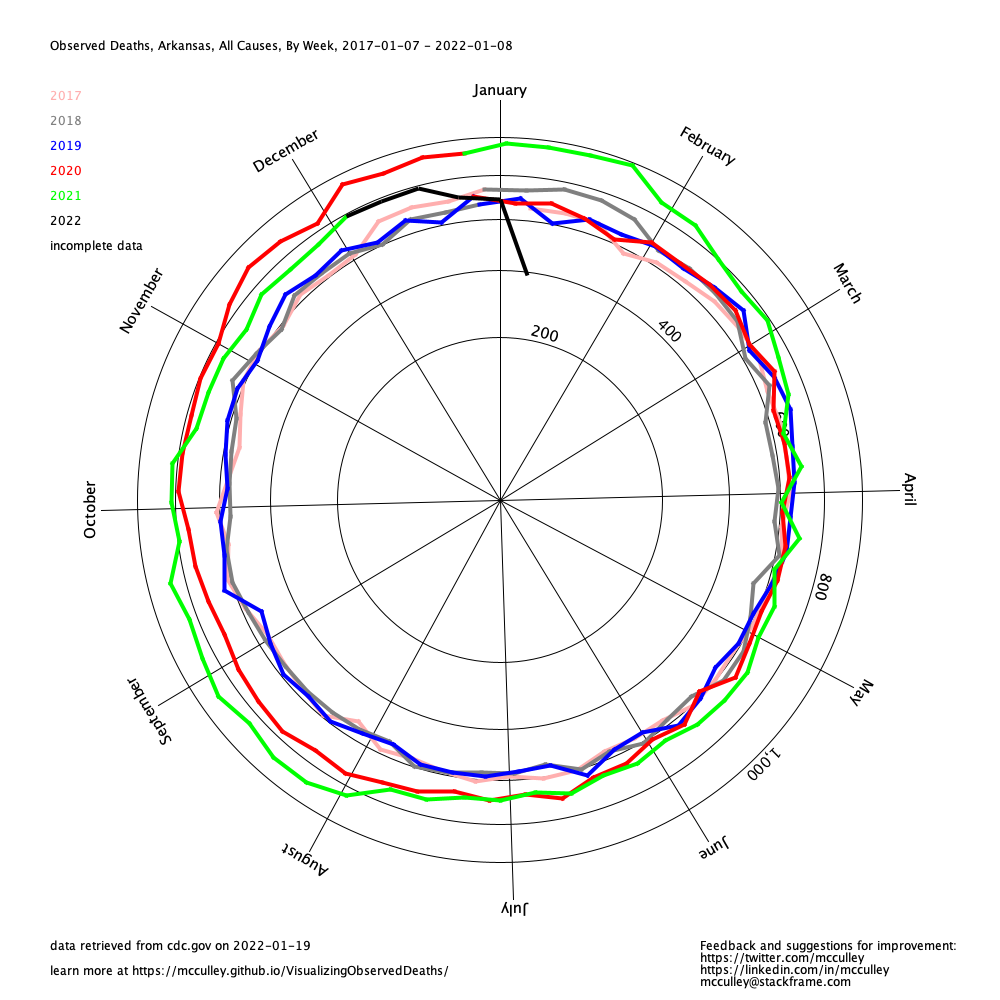 Observed Deaths, Arkansas, All Causes, By Week, 2017-01-07 - 2022-01-08
January
2017
2018
2019
2020
2021
2022
incomplete data
February
March
April
May
June
July
August
September
October
November
December
200
400
800
1,000
data retrieved from cdc.gov on 2022-01-19
learn more at https://mcculley.github.io/VisualizingObservedDeaths/
Feedback and suggestions for improvement:
https://twitter.com/mcculley
https://linkedin.com/in/mcculley
mcculley@stackframe.com